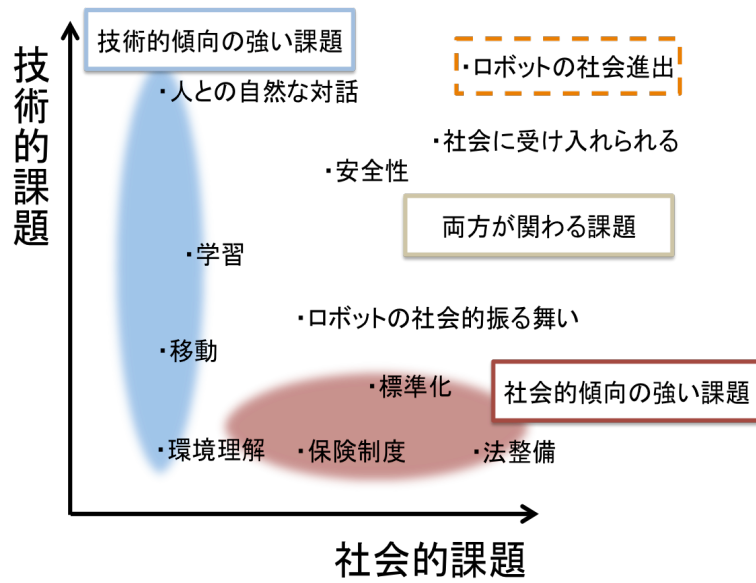 技術的傾向の強い課題
・ロボットの社会進出
・人との自然な対話
・社会に受け入れられる
・安全性
技術的課題
両方が関わる課題
・学習
・ロボットの社会的振る舞い
・移動
・標準化
社会的傾向の強い課題
・環境理解
・保険制度
・法整備
社会的課題